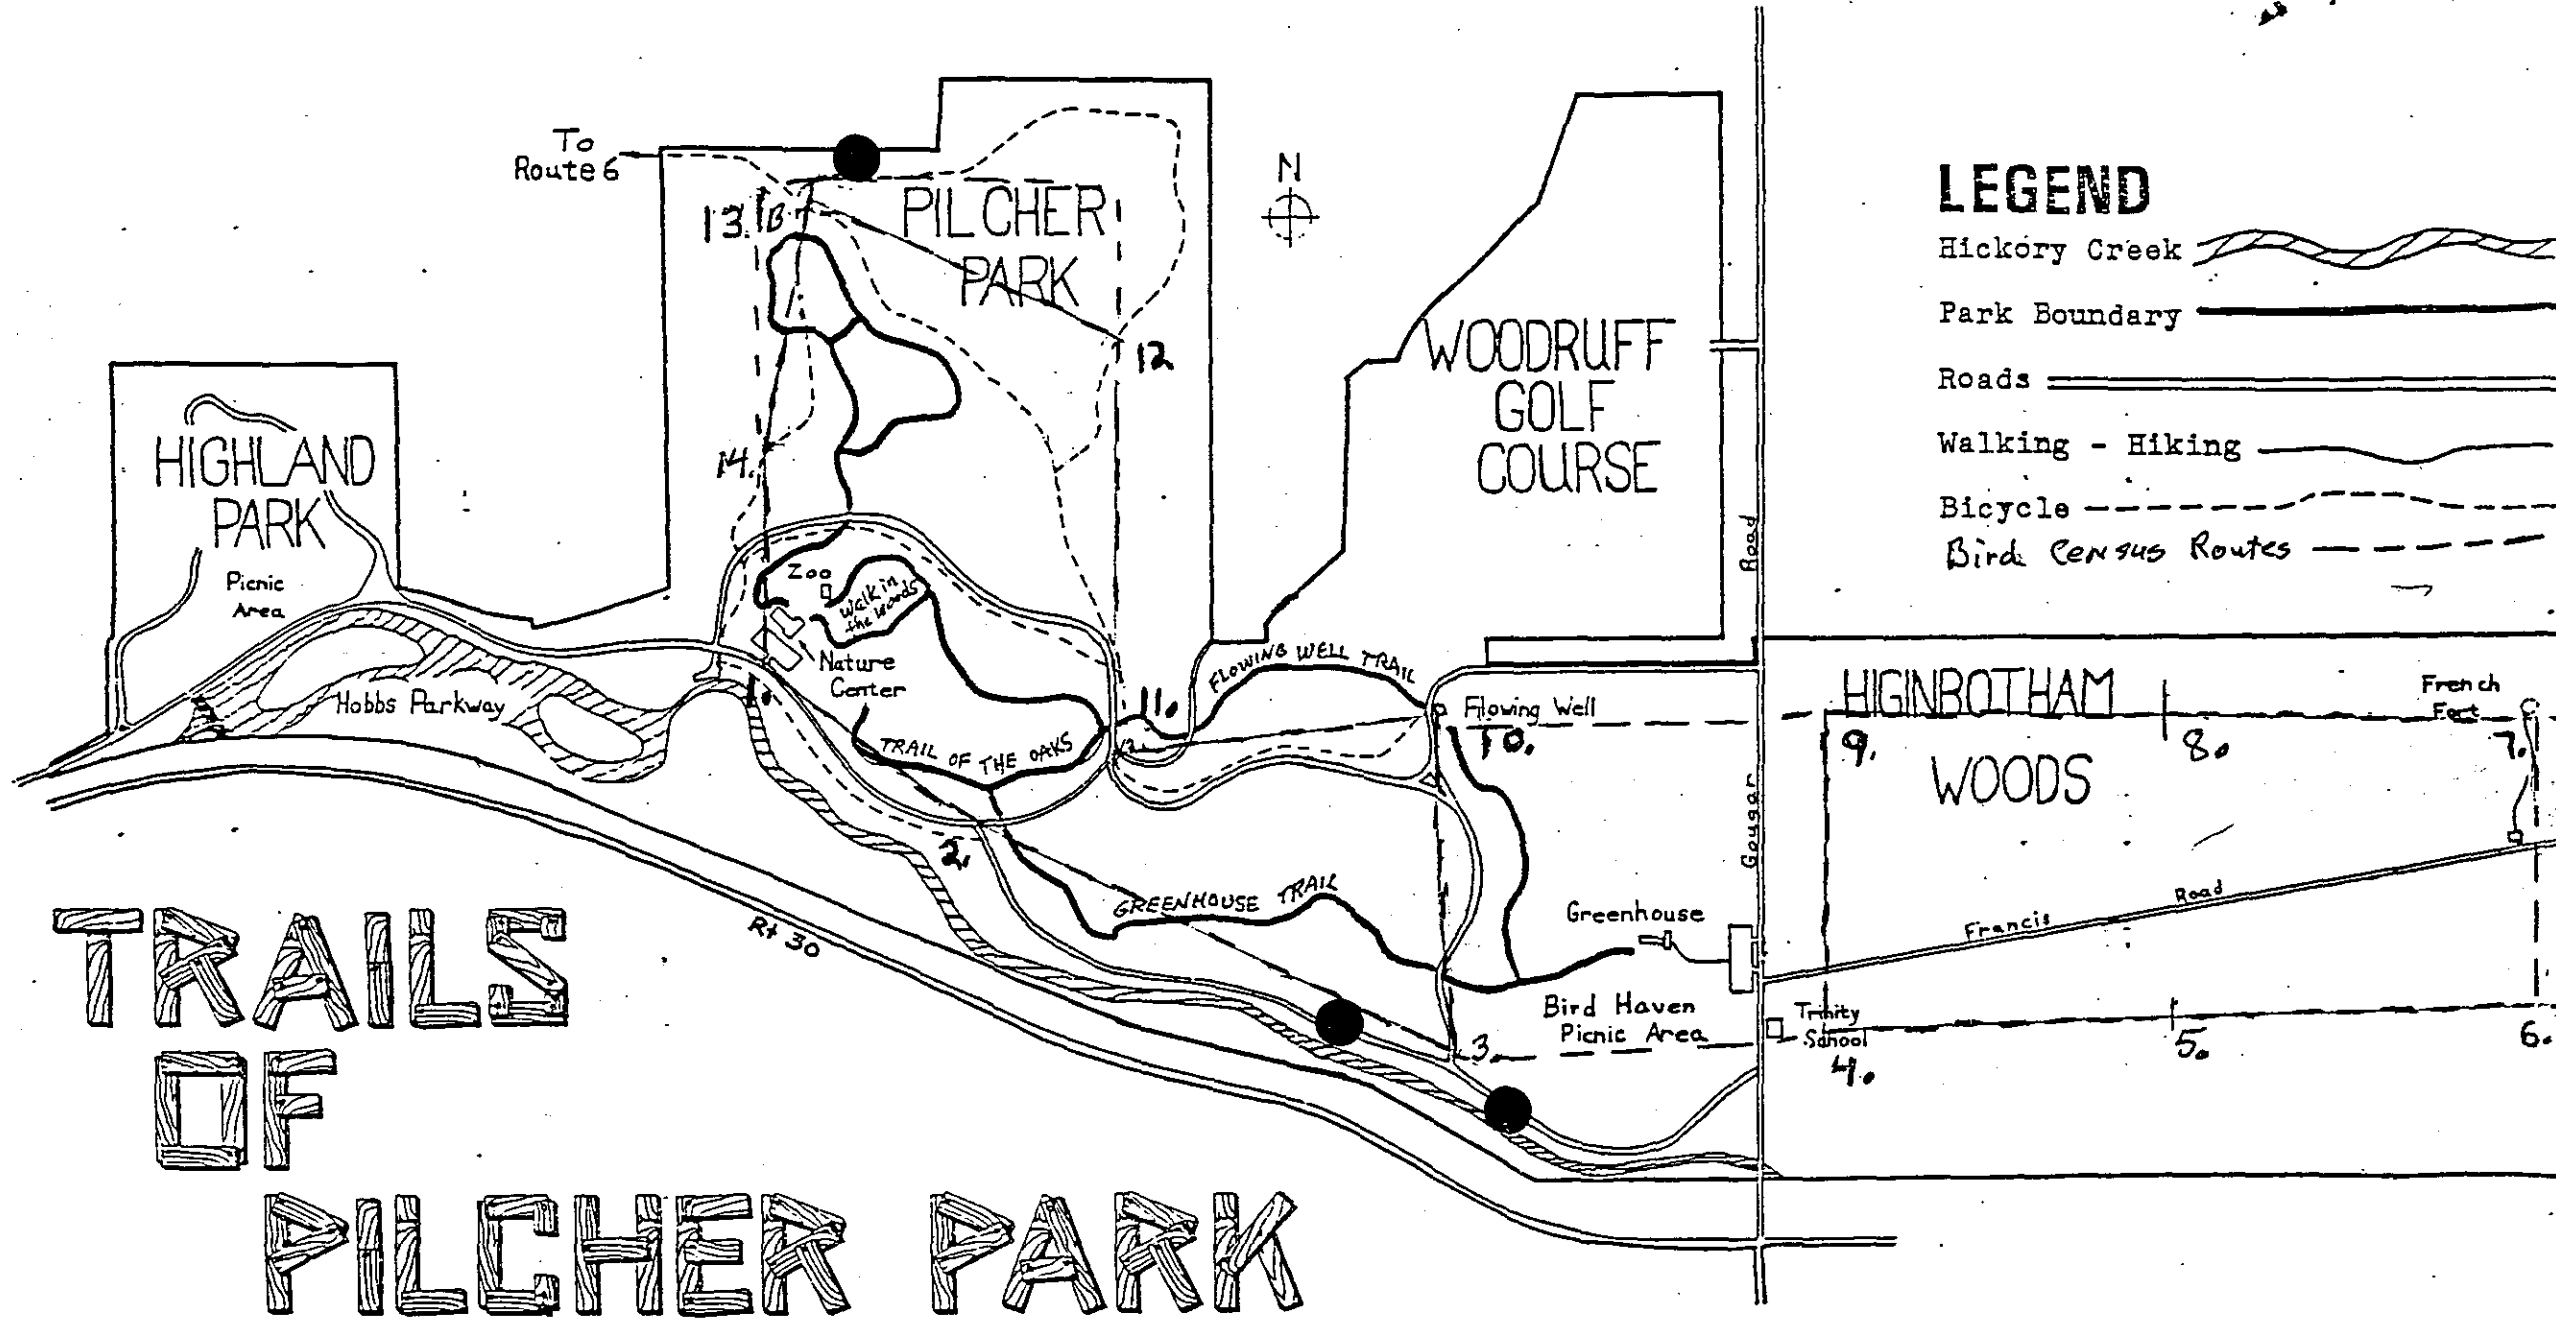 To
Route 6
N
PILCHER
PARK
13.
B
12
14.
HIGHLAND
PARK
Picnic
Area
WOODRUFF
GOLF
COURSE
LEGEND
Hickory Creek
Park Boundary
Roads
Walking - Hiking
Bicycle
Bird Census Routes
Road
Gougar
Zoo
Walk in
the Woods
Nature
Center
Hobbs Parkway
TRAIL OF THE OAKS
11.
FLOWING WELL TRAIL
Flowing Well
10.
HIGINBOTHAM
WOODS
French
Fort
9.
8.
7.
2.
GREENHOUSE TRAIL
Greenhouse
Rt 30
Francis Road
Bird Haven
Picnic Area
Trinity
School
3.
4.
5.
6.
TRAILS
OF
PILCHER PARK